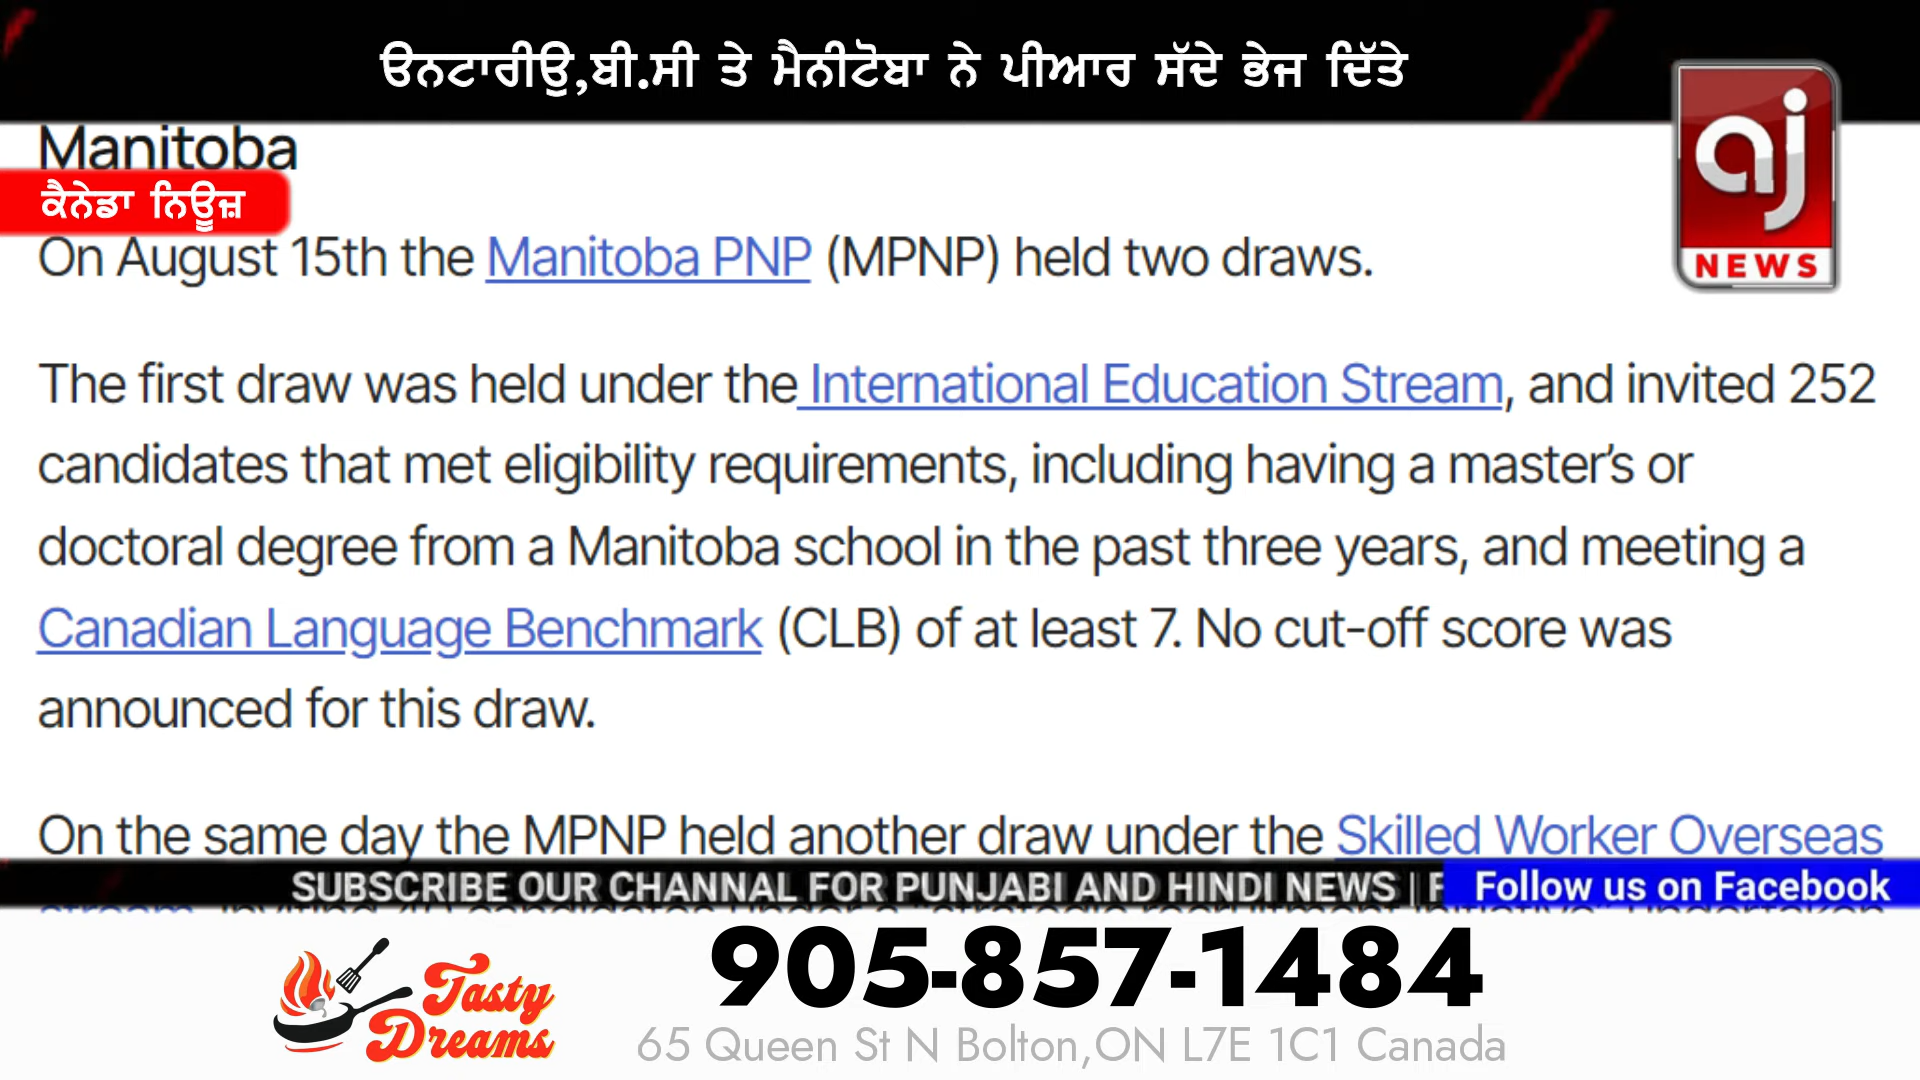 ੳਨਟਾਰੀਉ,ਬੀ.ਸੀ ਤੇ ਮੈਨੀਟੋਬਾ ਨੇ ਪੀਆਰ ਸੱਦੇ ਭੇਜ ਦਿੱਤੇ
aj
NEWS
Manitoba
ਕੈਨੇਡਾ ਨਿਊਜ਼
On August 15th the Manitoba PNP (MPNP) held two draws.
The first draw was held under the International Education Stream, and invited 252
candidates that met eligibility requirements, including having a master’s or
doctoral degree from a Manitoba school in the past three years, and meeting a
Canadian Language Benchmark (CLB) of at least 7. No cut-off score was
announced for this draw.
On the same day the MPNP held another draw under the Skilled Worker Overseas
SUBSCRIBE OUR CHANNAL FOR PUNJABI AND HINDI NEWS | F
Follow us on Facebook
Tasty
Dreams
905-857-1484
65 Queen St N Bolton,ON L7E 1C1 Canada